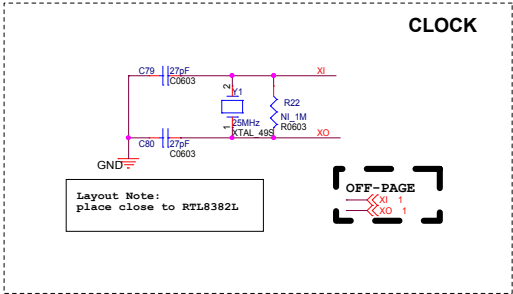 CLOCK
C79 27pF
C0603
XI
2
Y1
R22
NI_1M
R0603
1
25MHz
XTAL_49S
XO
C80 27pF
C0603
GND
Layout Note:
place close to RTL8382L
OFF-PAGE
XI 1
XO 1